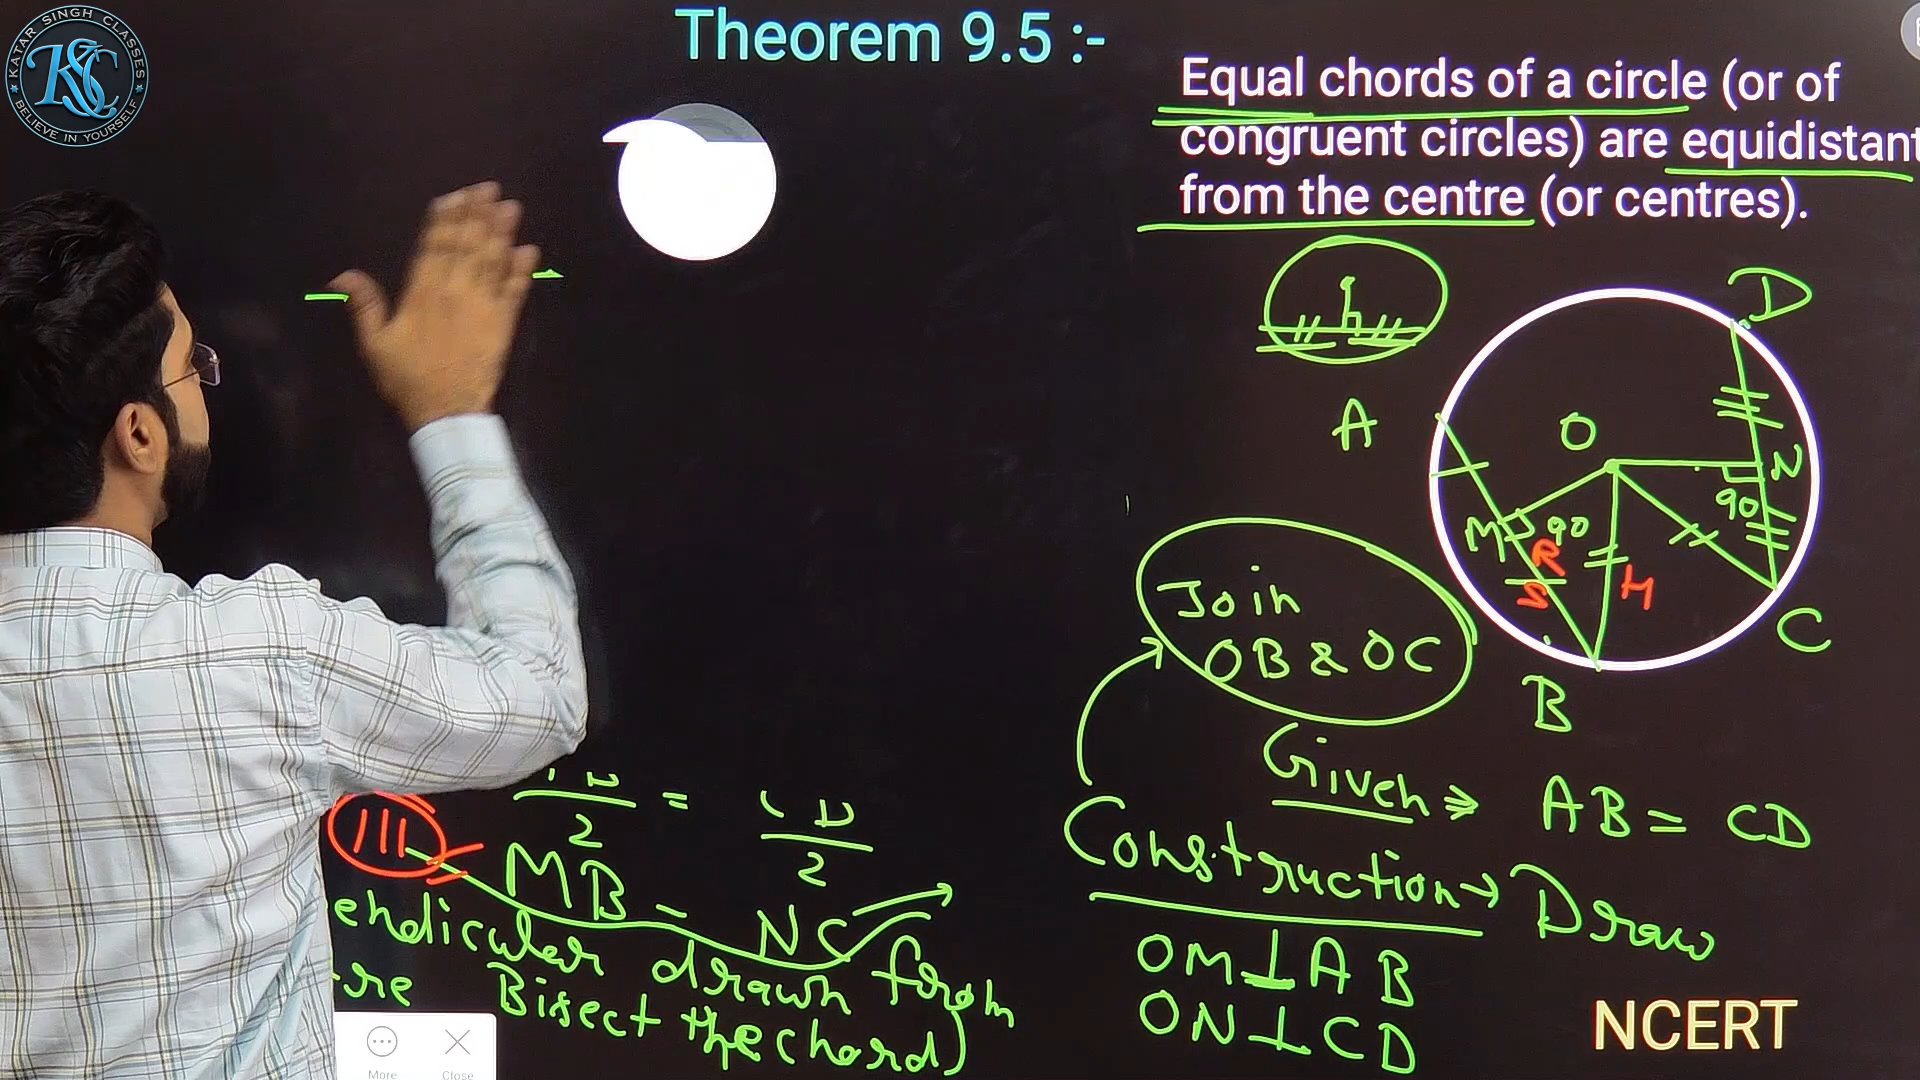 KATAR SINGH CLASSES
KSC
BELIEVE IN YOURSELF
Theorem 9.5 :-
Equal chords of a circle (or of
congruent circles) are equidistant
from the centre (or centres).
D
A
O
N
90
M 90
R
S H
C
B
Join
OB & OC
Given ⇒ AB = CD
Construction → Draw
OM ⊥ AB
ON ⊥ CD
III
2 = 2
MB = NC
endicular drawn from
re Bisect the chord)
More Close
NCERT